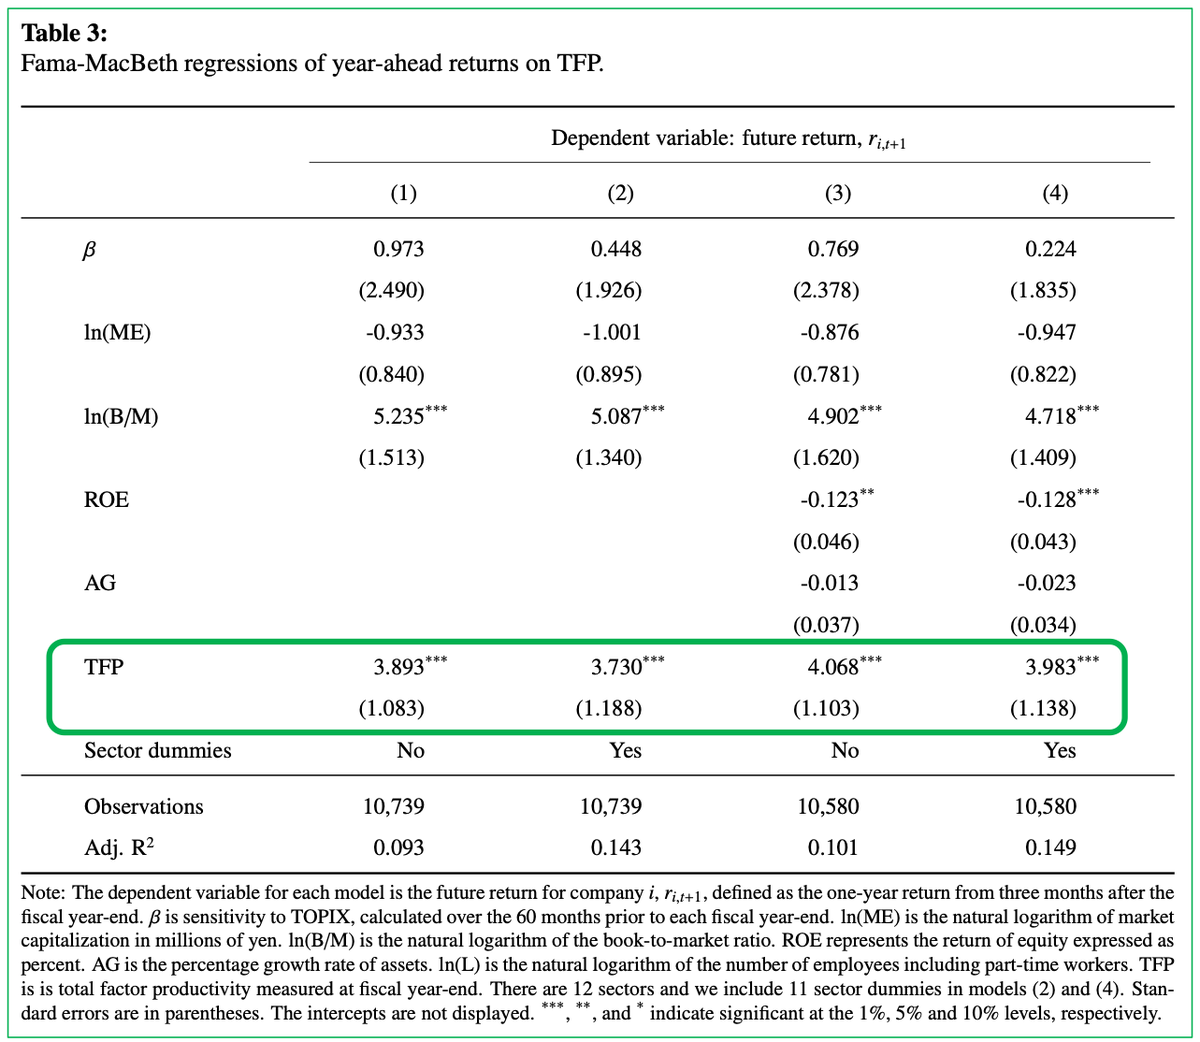 Table 3:
Fama-MacBeth regressions of year-ahead returns on TFP.
Dependent variable: future return, r_{i,t+1}
(1) (2) (3) (4)
β 0.973 0.448 0.769 0.224
(2.490) (1.926) (2.378) (1.835)
ln(ME) -0.933 -1.001 -0.876 -0.947
(0.840) (0.895) (0.781) (0.822)
ln(B/M) 5.235*** 5.087*** 4.902*** 4.718***
(1.513) (1.340) (1.620) (1.409)
ROE -0.123** -0.128***
(0.046) (0.043)
AG -0.013 -0.023
(0.037) (0.034)
TFP 3.893*** 3.730*** 4.068*** 3.983***
(1.083) (1.188) (1.103) (1.138)
Sector dummies No Yes No Yes
Observations 10,739 10,739 10,580 10,580
Adj. R² 0.093 0.143 0.101 0.149
Note: The dependent variable for each model is the future return for company i, r_{i,t+1}, defined as the one-year return from three months after the
fiscal year-end. β is sensitivity to TOPIX, calculated over the 60 months prior to each fiscal year-end. ln(ME) is the natural logarithm of market
capitalization in millions of yen. ln(B/M) is the natural logarithm of the book-to-market ratio. ROE represents the return of equity expressed as
percent. AG is the percentage growth rate of assets. ln(L) is the natural logarithm of the number of employees including part-time workers. TFP
is is total factor productivity measured at fiscal year-end. There are 12 sectors and we include 11 sector dummies in models (2) and (4). Stan-
dard errors are in parentheses. The intercepts are not displayed. ***, **, and * indicate significant at the 1%, 5% and 10% levels, respectively.